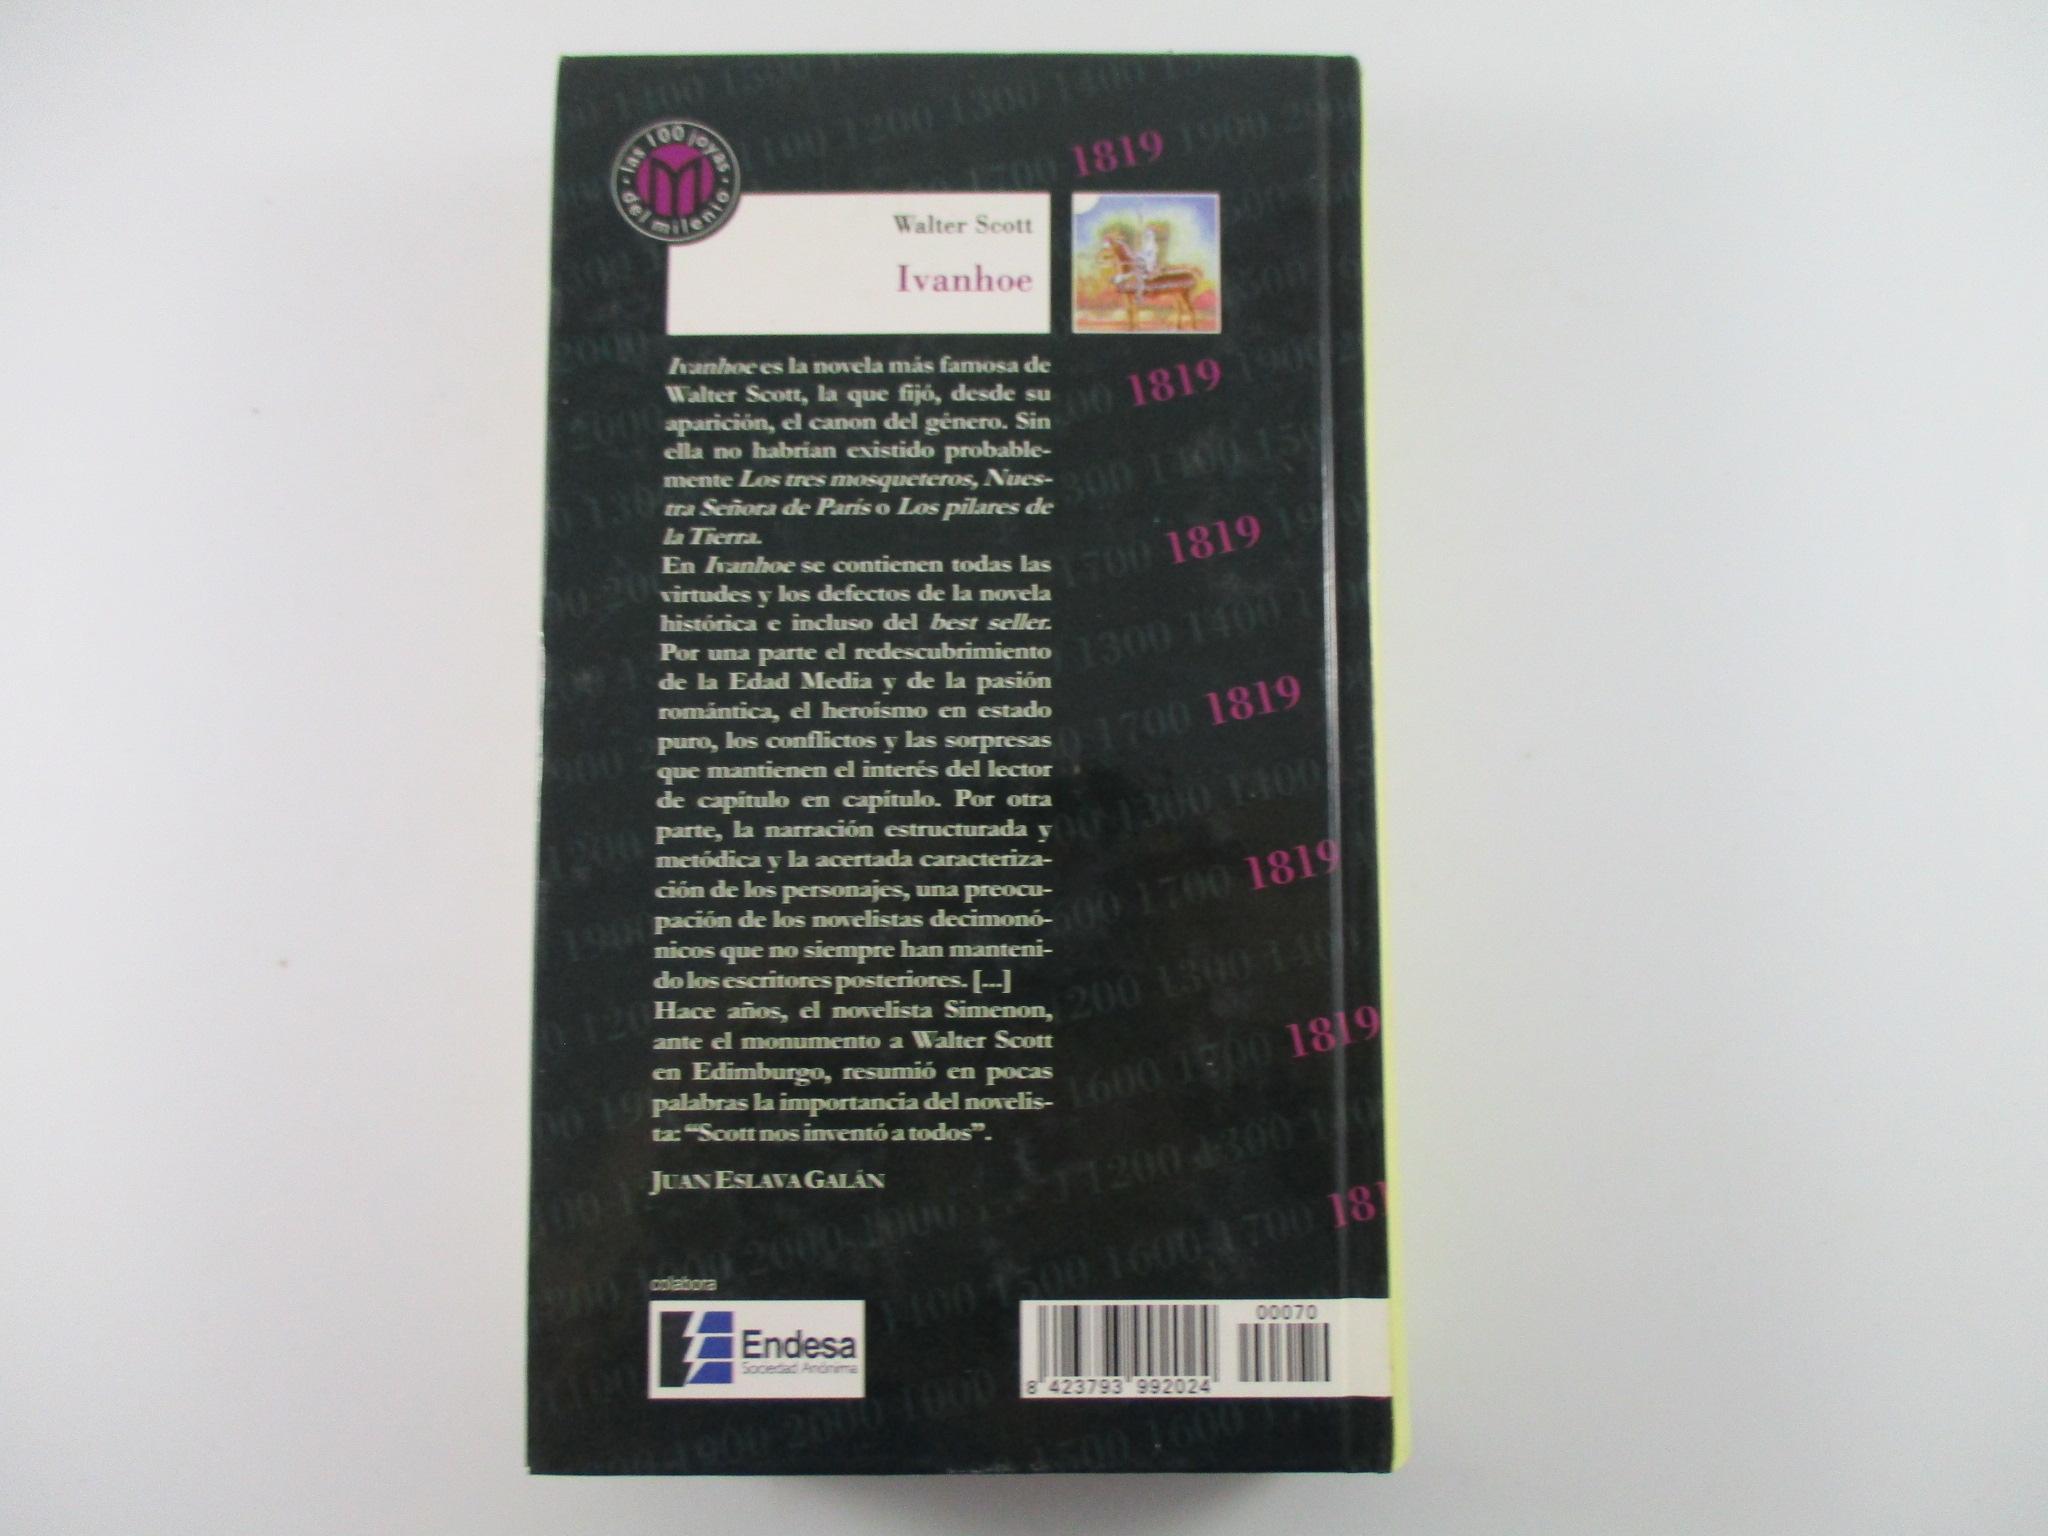 las 100 joyas
del milenio
1819
Walter Scott
Ivanhoe
Ivanhoe es la novela más famosa de
Walter Scott, la que fijó, desde su
aparición, el canon del género. Sin
ella no habrían existido probable-
mente Los tres mosqueteros, Nues-
tra Señora de París o Los pilares de
la Tierra.
En Ivanhoe se contienen todas las
virtudes y los defectos de la novela
histórica e incluso del best seller.
Por una parte el redescubrimiento
de la Edad Media y de la pasión
romántica, el heroísmo en estado
puro, los conflictos y las sorpresas
que mantienen el interés del lector
de capítulo en capítulo. Por otra
parte, la narración estructurada y
metódica y la acertada caracteriza-
ción de los personajes, una preocu-
pación de los novelistas decimonó-
nicos que no siempre han manteni-
do los escritores posteriores. [...]
Hace años, el novelista Simenon,
ante el monumento a Walter Scott
en Edimburgo, resumió en pocas
palabras la importancia del novelis-
ta: “Scott nos inventó a todos”.
JUAN ESLAVA GALÁN
1819
1819
1819
1819
1819
181
colabora
Endesa
Sociedad Anónima
00070
8 423793 992024